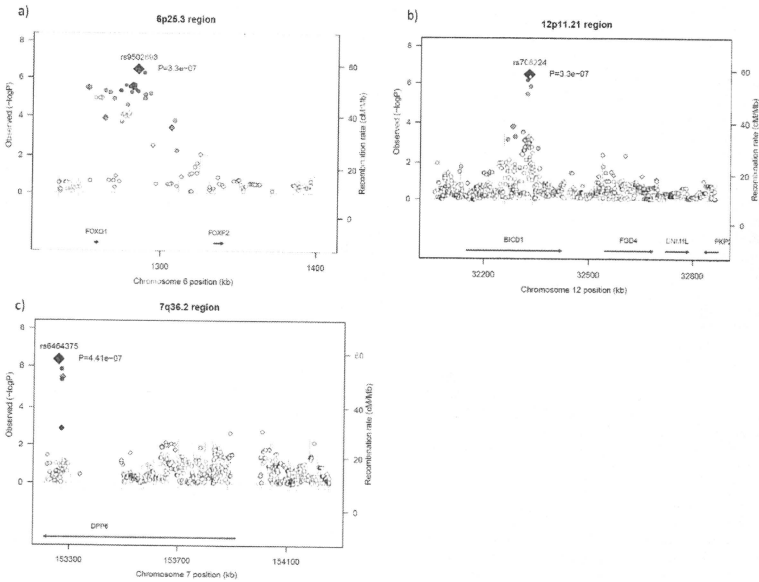 a)
6p25.3 region
8
6
4
2
0
Observed (−logP)
P=3.3e−07
60
40
20
0
Recombination rate (cM/Mb)
FOXQ1
FOXF2
1300
1400
Chromosome 6 position (kb)
b)
12p11.21 region
8
6
4
2
0
Observed (−logP)
P=3.3e−07
60
40
20
0
Recombination rate (cM/Mb)
BICD1
FGD4
DNM1L
32200
32500
32800
Chromosome 12 position (kb)
c)
7q36.2 region
8
6
4
2
0
Observed (−logP)
rs6464375
P=4.41e−07
60
40
20
0
Recombination rate (cM/Mb)
DPP6
153300
153700
154100
Chromosome 7 position (kb)